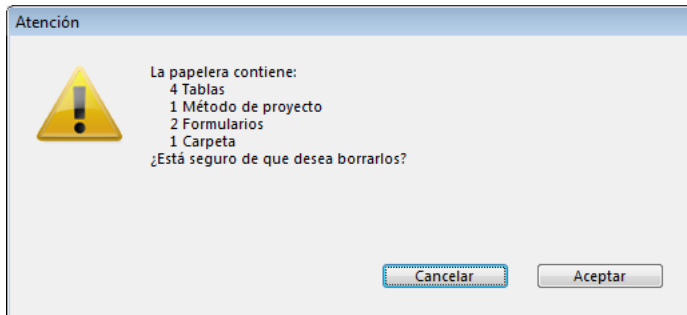 Atención
La papelera contiene:
4 Tablas
1 Método de proyecto
2 Formularios
1 Carpeta
¿Está seguro de que desea borrarlos?
Cancelar
Aceptar